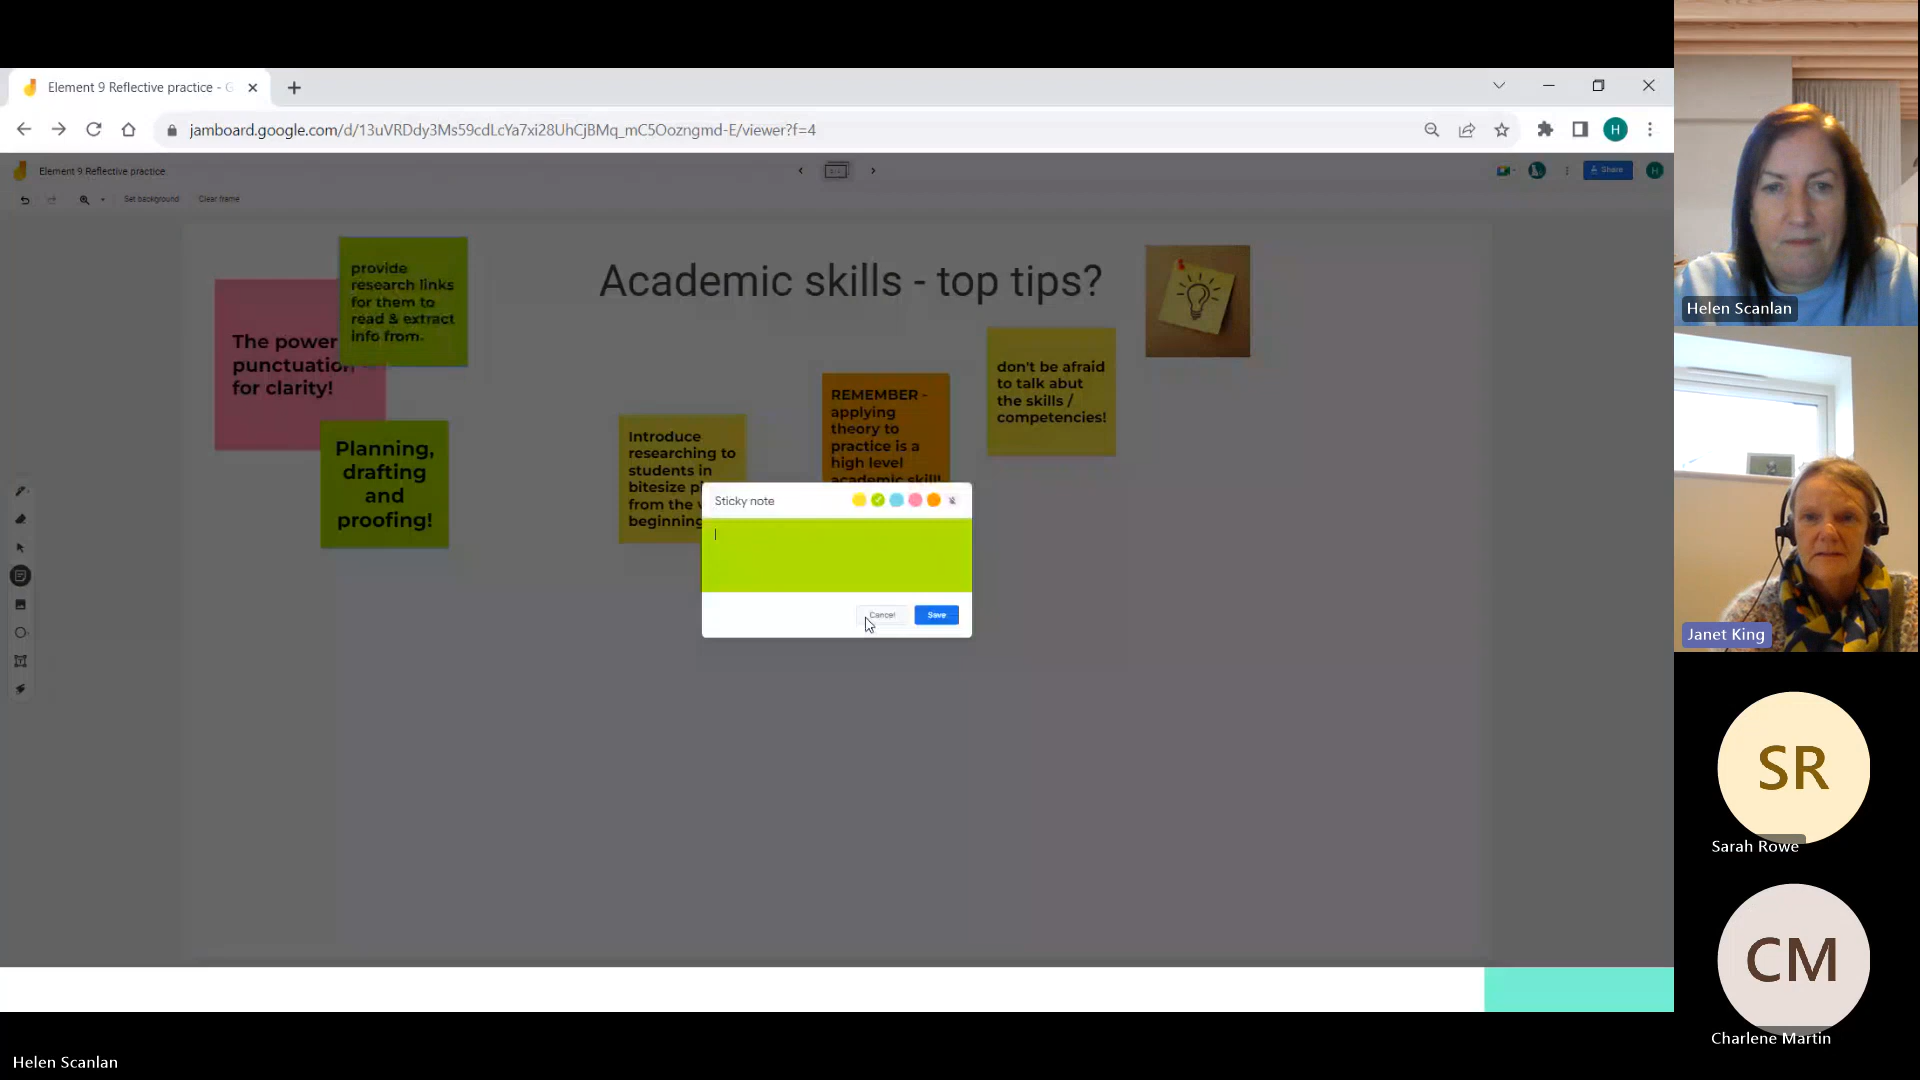 Element 9 Reflective practice - G
jamboard.google.com/d/13uVRDdy3Ms59cdLcYa7xi28UhCjBMq_mC5Oozngmd-E/viewer?f=4
H
Element 9 Reflective practice
Share
H
Set background
Clear frame
provide
research links
for them to
read & extract
info from.
The power
punctuation
for clarity!
Planning,
drafting
and
proofing!
Academic skills - top tips?
Introduce
researching to
students in
bitesize
from the
beginning
REMEMBER -
applying
theory to
practice is a
high level
academic skill!
don't be afraid
to talk abut
the skills /
competencies!
Sticky note
Cancel
Save
Helen Scanlan
Janet King
SR
Sarah Rowe
CM
Charlene Martin
Helen Scanlan